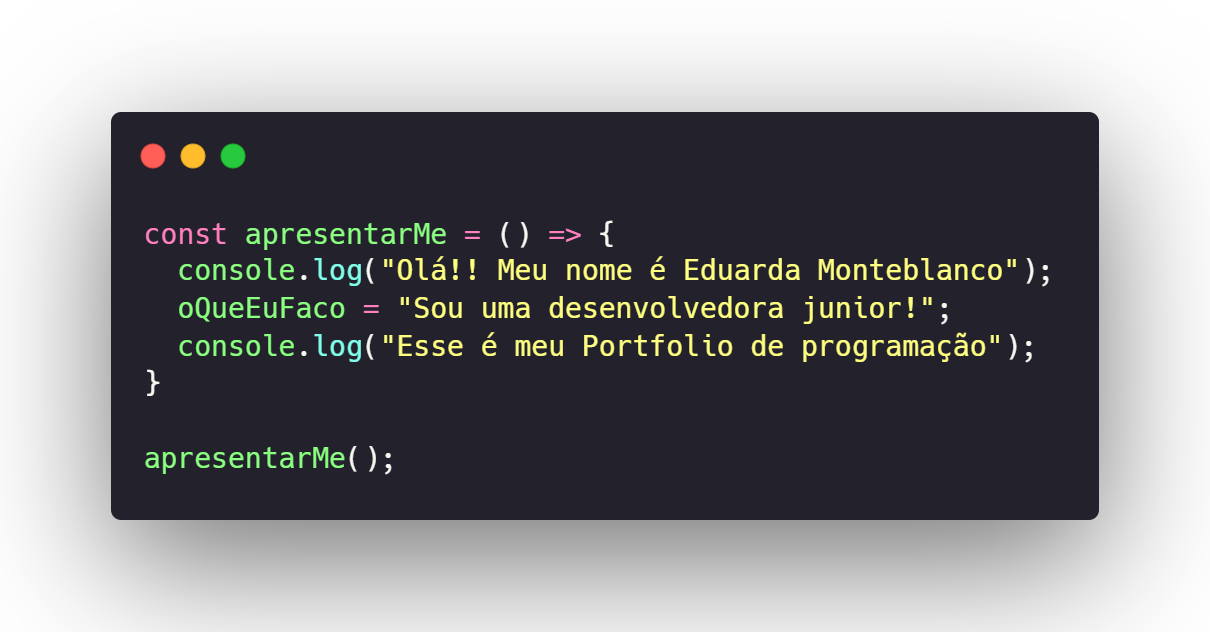 const apresentarMe = () => {
  console.log("Olá!! Meu nome é Eduarda Monteblanco");
  oQueEuFaco = "Sou uma desenvolvedora junior!";
  console.log("Esse é meu Portfolio de programação");
}
apresentarMe();